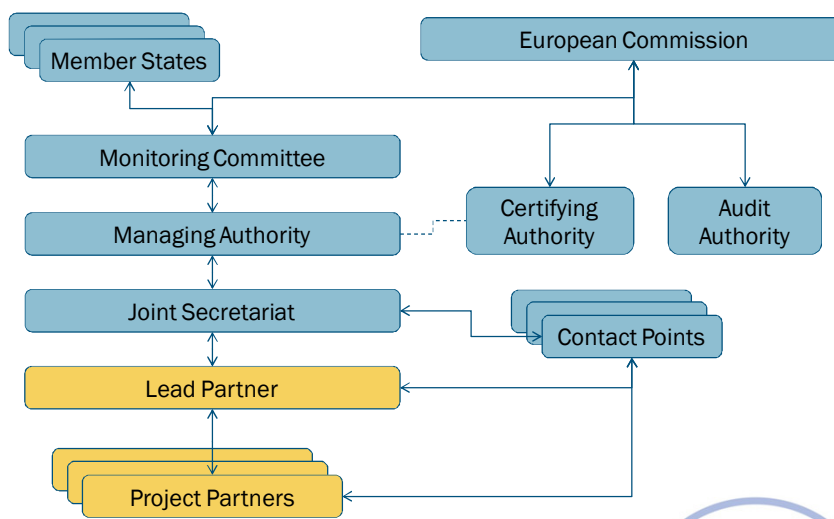 Member States
European Commission
Monitoring Committee
Managing Authority
Certifying
Authority
Audit
Authority
Joint Secretariat
Contact Points
Lead Partner
Project Partners